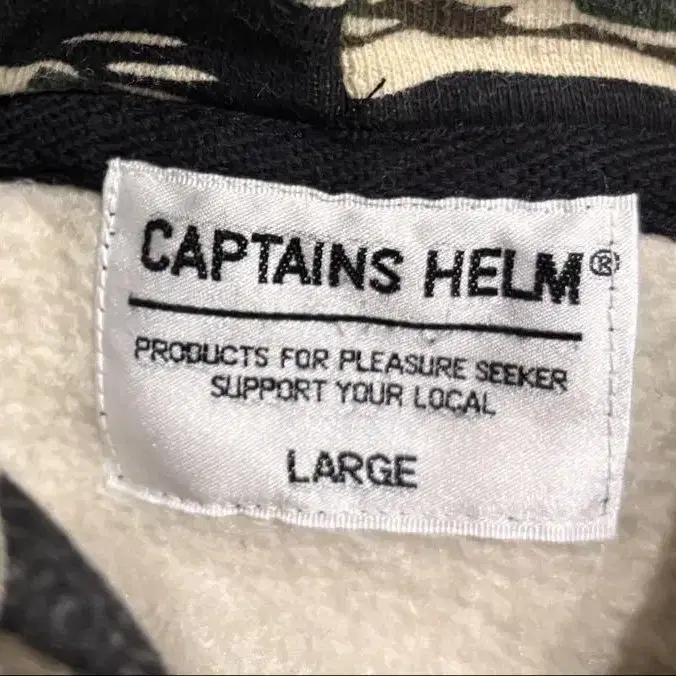 CAPTAINS HELM®
PRODUCTS FOR PLEASURE SEEKER
SUPPORT YOUR LOCAL
LARGE